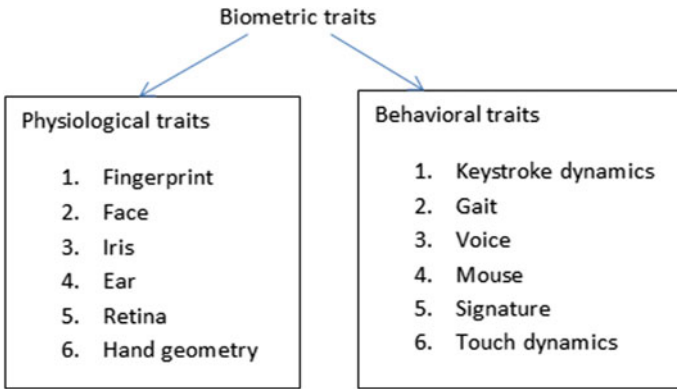 Biometric traits
Physiological traits
1. Fingerprint
2. Face
3. Iris
4. Ear
5. Retina
6. Hand geometry
Behavioral traits
1. Keystroke dynamics
2. Gait
3. Voice
4. Mouse
5. Signature
6. Touch dynamics